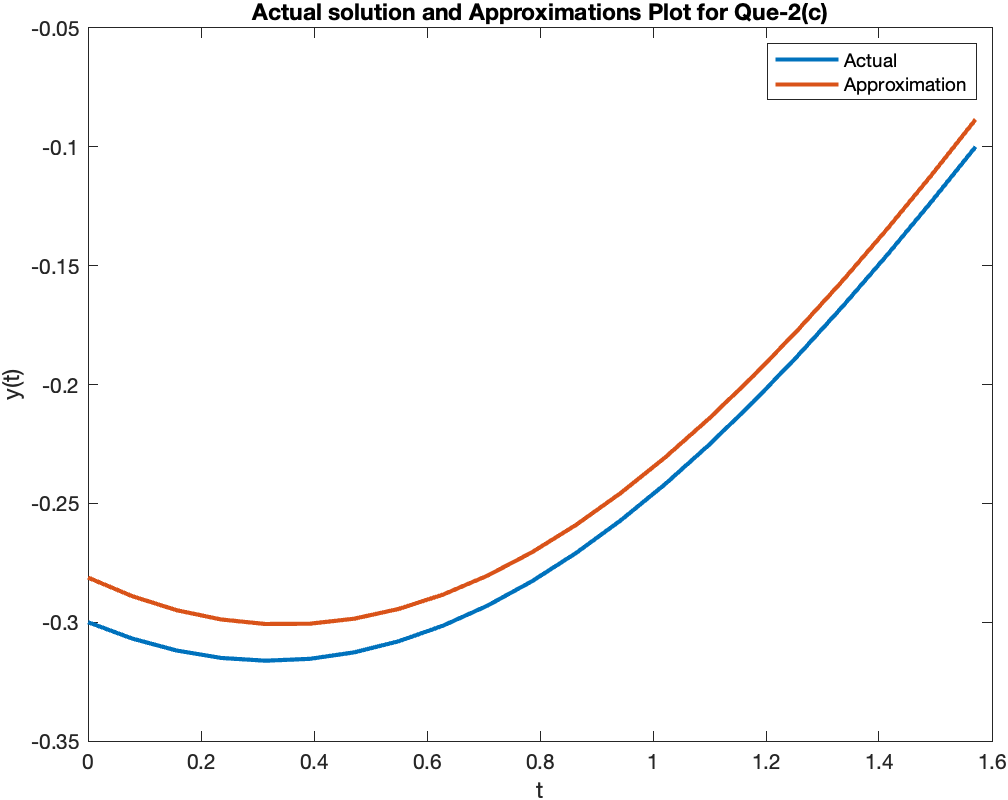 Actual solution and Approximations Plot for Que-2(c)
-0.05
Actual
Approximation
-0.1
-0.15
-0.2
y(t)
-0.25
-0.3
-0.35
0 0.2 0.4 0.6 0.8 1 1.2 1.4 1.6
t